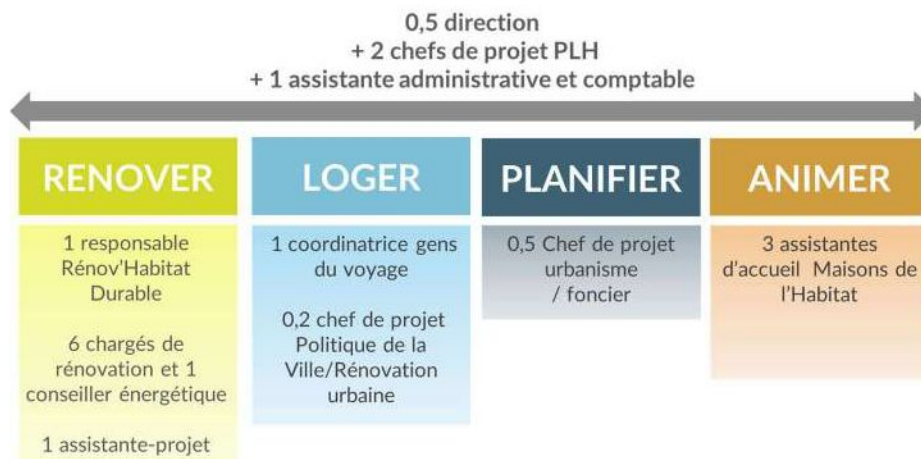 0,5 direction
+ 2 chefs de projet PLH
+ 1 assistante administrative et comptable
RENOVER
1 responsable
Rénov'Habitat
Durable
6 chargés de
rénovation et 1
conseiller énergétique
1 assistante-projet
LOGER
1 coordinatrice gens
du voyage
0,2 chef de projet
Politique de la
Ville/Rénovation
urbaine
PLANIFIER
0,5 Chef de projet
urbanisme
/ foncier
ANIMER
3 assistantes
d'accueil Maisons de
l'Habitat